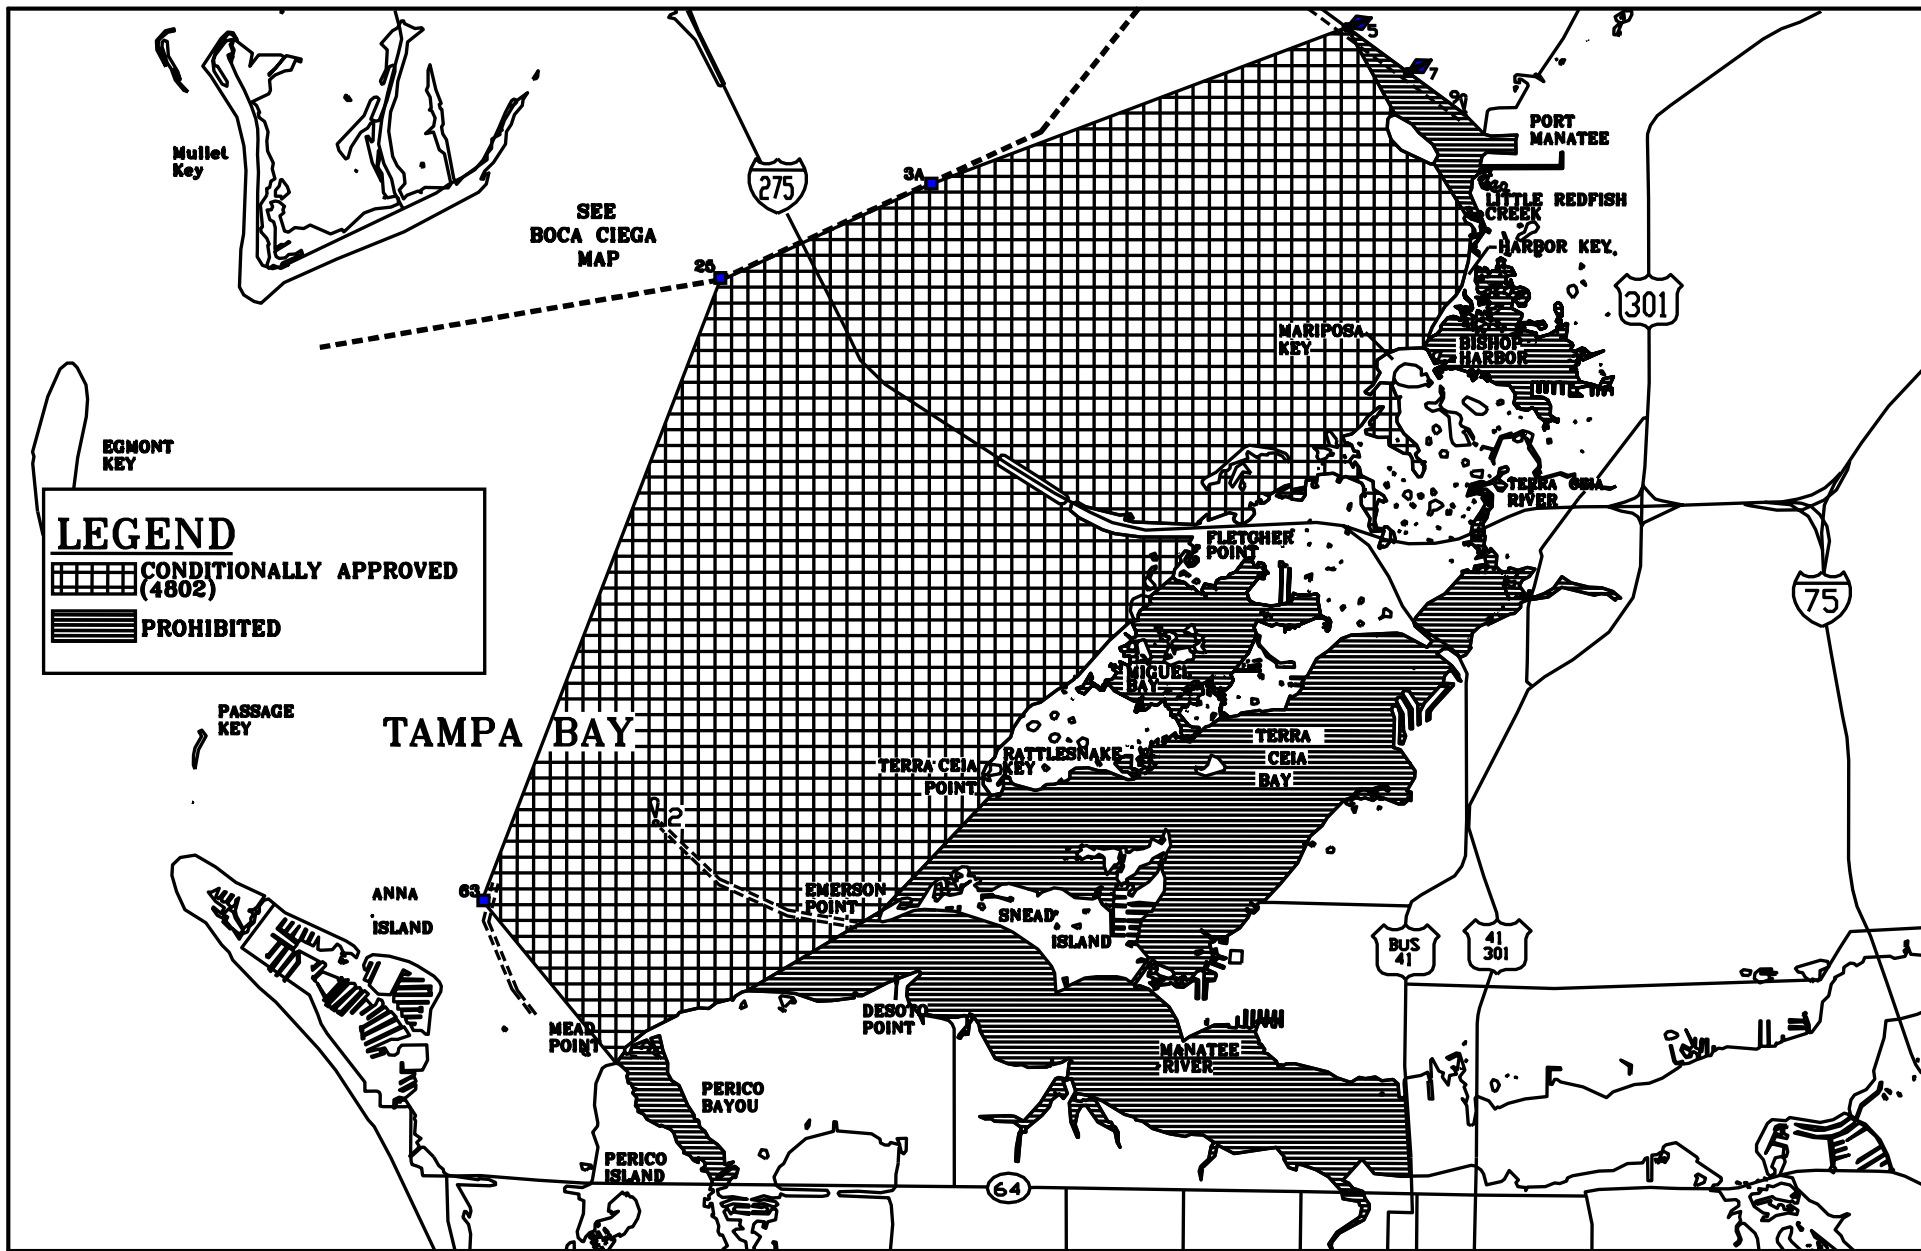 5
7
PORT
MANATEE
Mullet
Key
275
3A
SEE
BOCA CIEGA
MAP
LITTLE REDFISH
CREEK
HARBOR KEY
26
301
MARIPOSA
KEY
BISHOP
HARBOR
EGMONT
KEY
TERRA CEIA
RIVER
LEGEND
CONDITIONALLY APPROVED
(4802)
PROHIBITED
FLETCHER
POINT
75
MIGUEL
BAY
PASSAGE
KEY
TAMPA BAY
TERRA
CEIA
BAY
RATTLESNAKE
KEY
TERRA CEIA
POINT
2
ANNA
ISLAND
63
EMERSON
POINT
SNEAD
ISLAND
BUS
41
41
301
DESOTO
POINT
MEAD
POINT
MANATEE
RIVER
PERICO
BAYOU
PERICO
ISLAND
64